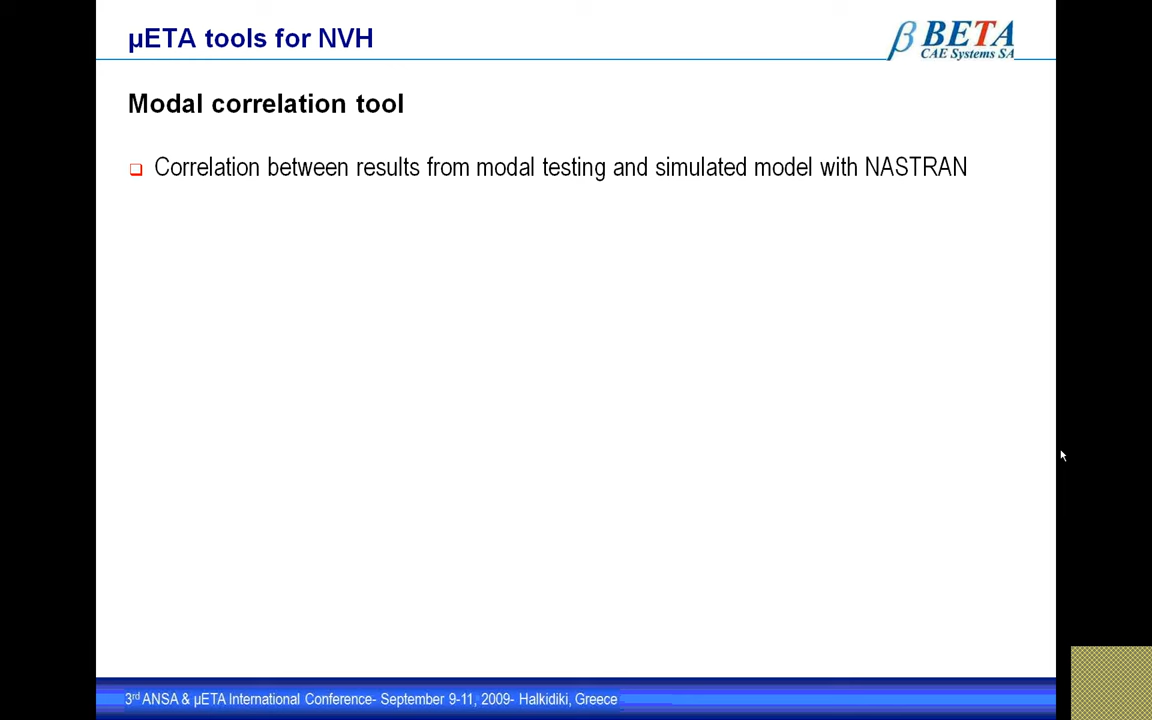 µETA tools for NVH
β BETA
CAE Systems SA
Modal correlation tool
Correlation between results from modal testing and simulated model with NASTRAN
3rd ANSA & µETA International Conference- September 9-11, 2009- Halkidiki, Greece